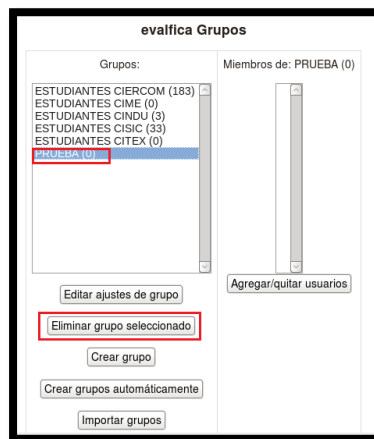 evalfica Grupos
Grupos:
ESTUDIANTES CIERCOM (183)
ESTUDIANTES CIME (0)
ESTUDIANTES CINDU (3)
ESTUDIANTES CISIC (33)
ESTUDIANTES CITEX (0)
PRUEBA (0)
Editar ajustes de grupo
Eliminar grupo seleccionado
Crear grupo
Crear grupos automáticamente
Importar grupos
Miembros de: PRUEBA (0)
Agregar/quitar usuarios